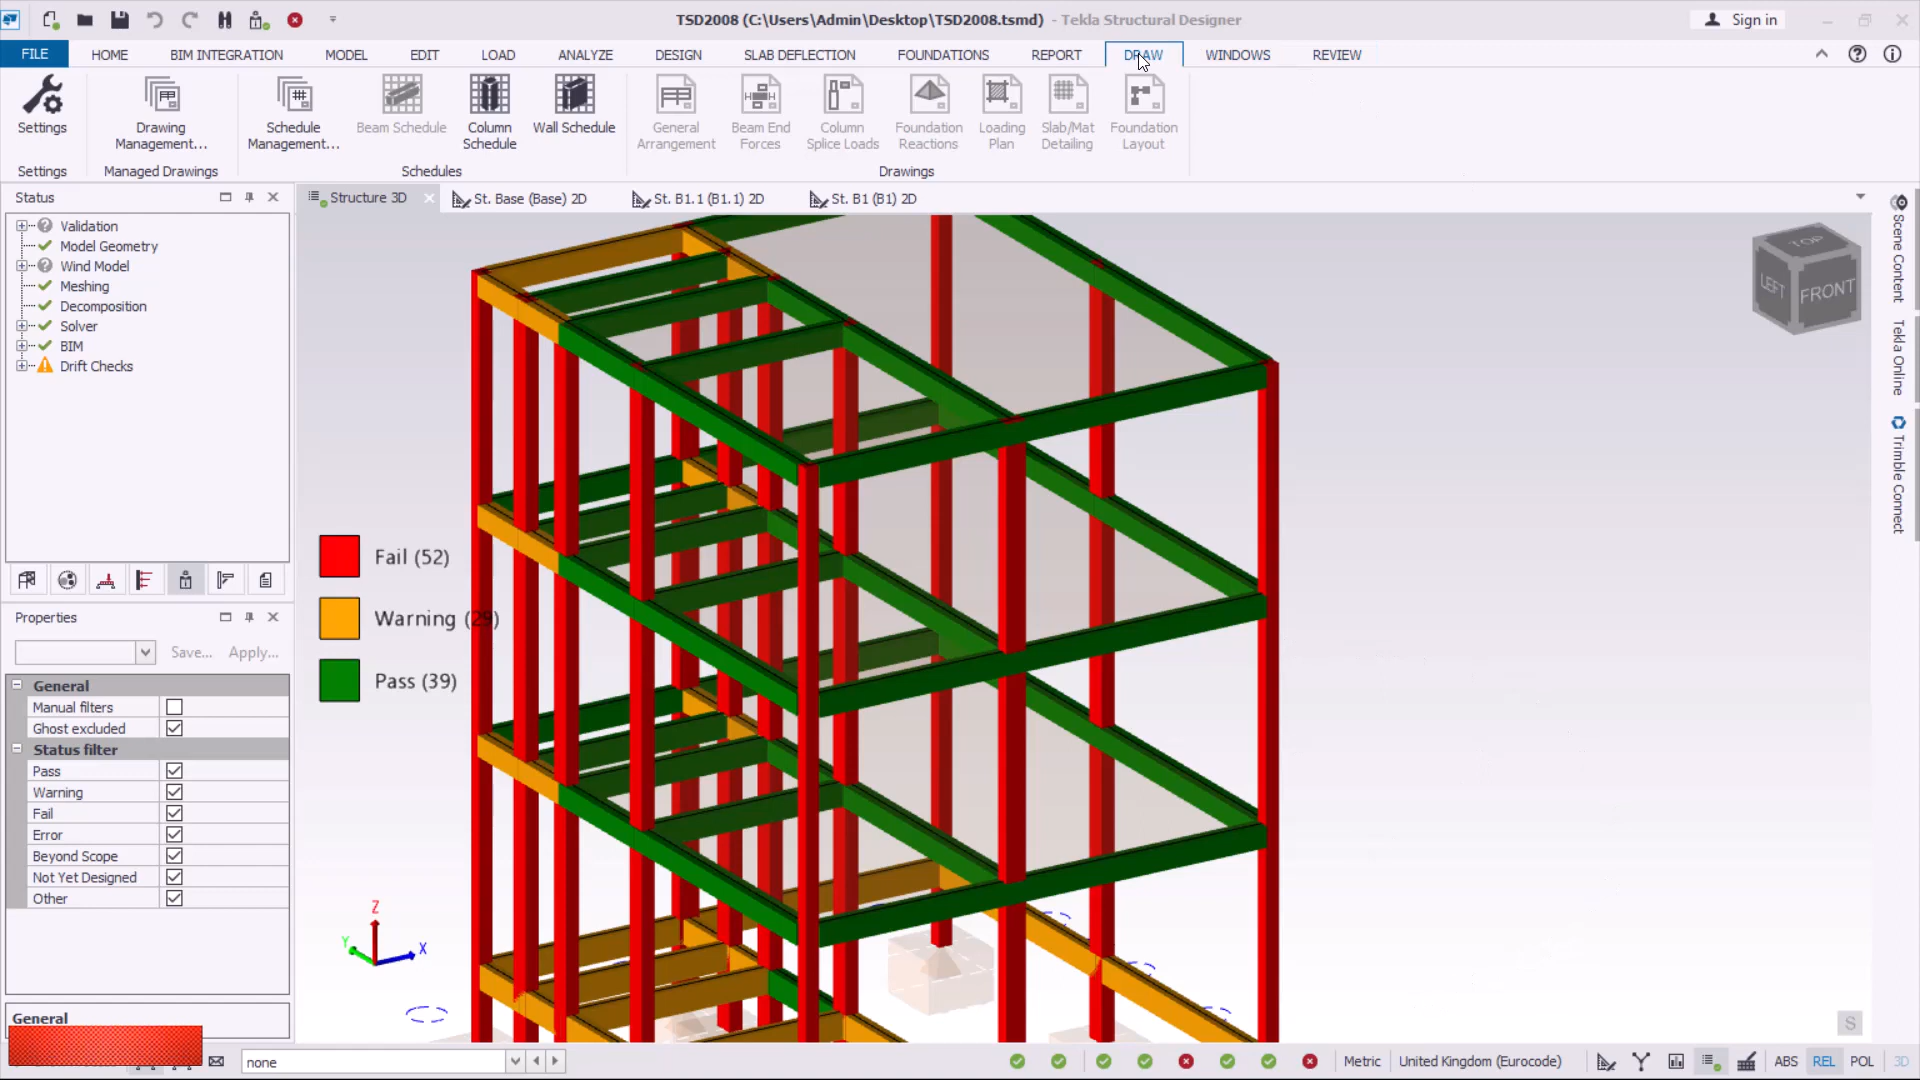 TSD2008 (C:\Users\Admin\Desktop\TSD2008.tsmd) - Tekla Structural Designer
Sign in
FILE HOME BIM INTEGRATION MODEL EDIT LOAD ANALYZE DESIGN SLAB DEFLECTION FOUNDATIONS REPORT DRAW WINDOWS REVIEW
Settings
Drawing
Management...
Schedule
Management...
Beam Schedule
Column
Schedule
Wall Schedule
General
Arrangement
Beam End
Forces
Column
Splice Loads
Foundation
Reactions
Loading
Plan
Slab/Mat
Detailing
Foundation
Layout
Settings Managed Drawings Schedules Drawings
Status
Structure 3D St. Base (Base) 2D St. B1.1 (B1.1) 2D St. B1 (B1) 2D
Validation
Model Geometry
Wind Model
Meshing
Decomposition
Solver
BIM
Drift Checks
Properties
Save... Apply...
General
Manual filters
Ghost excluded
Status filter
Pass
Warning
Fail
Error
Beyond Scope
Not Yet Designed
Other
General
Fail (52)
Warning (29)
Pass (39)
Z
Y
X
TOP
LEFT
FRONT
Scene Content
Tekla Online
Trimble Connect
S
none
Metric United Kingdom (Eurocode) ABS REL POL 3D